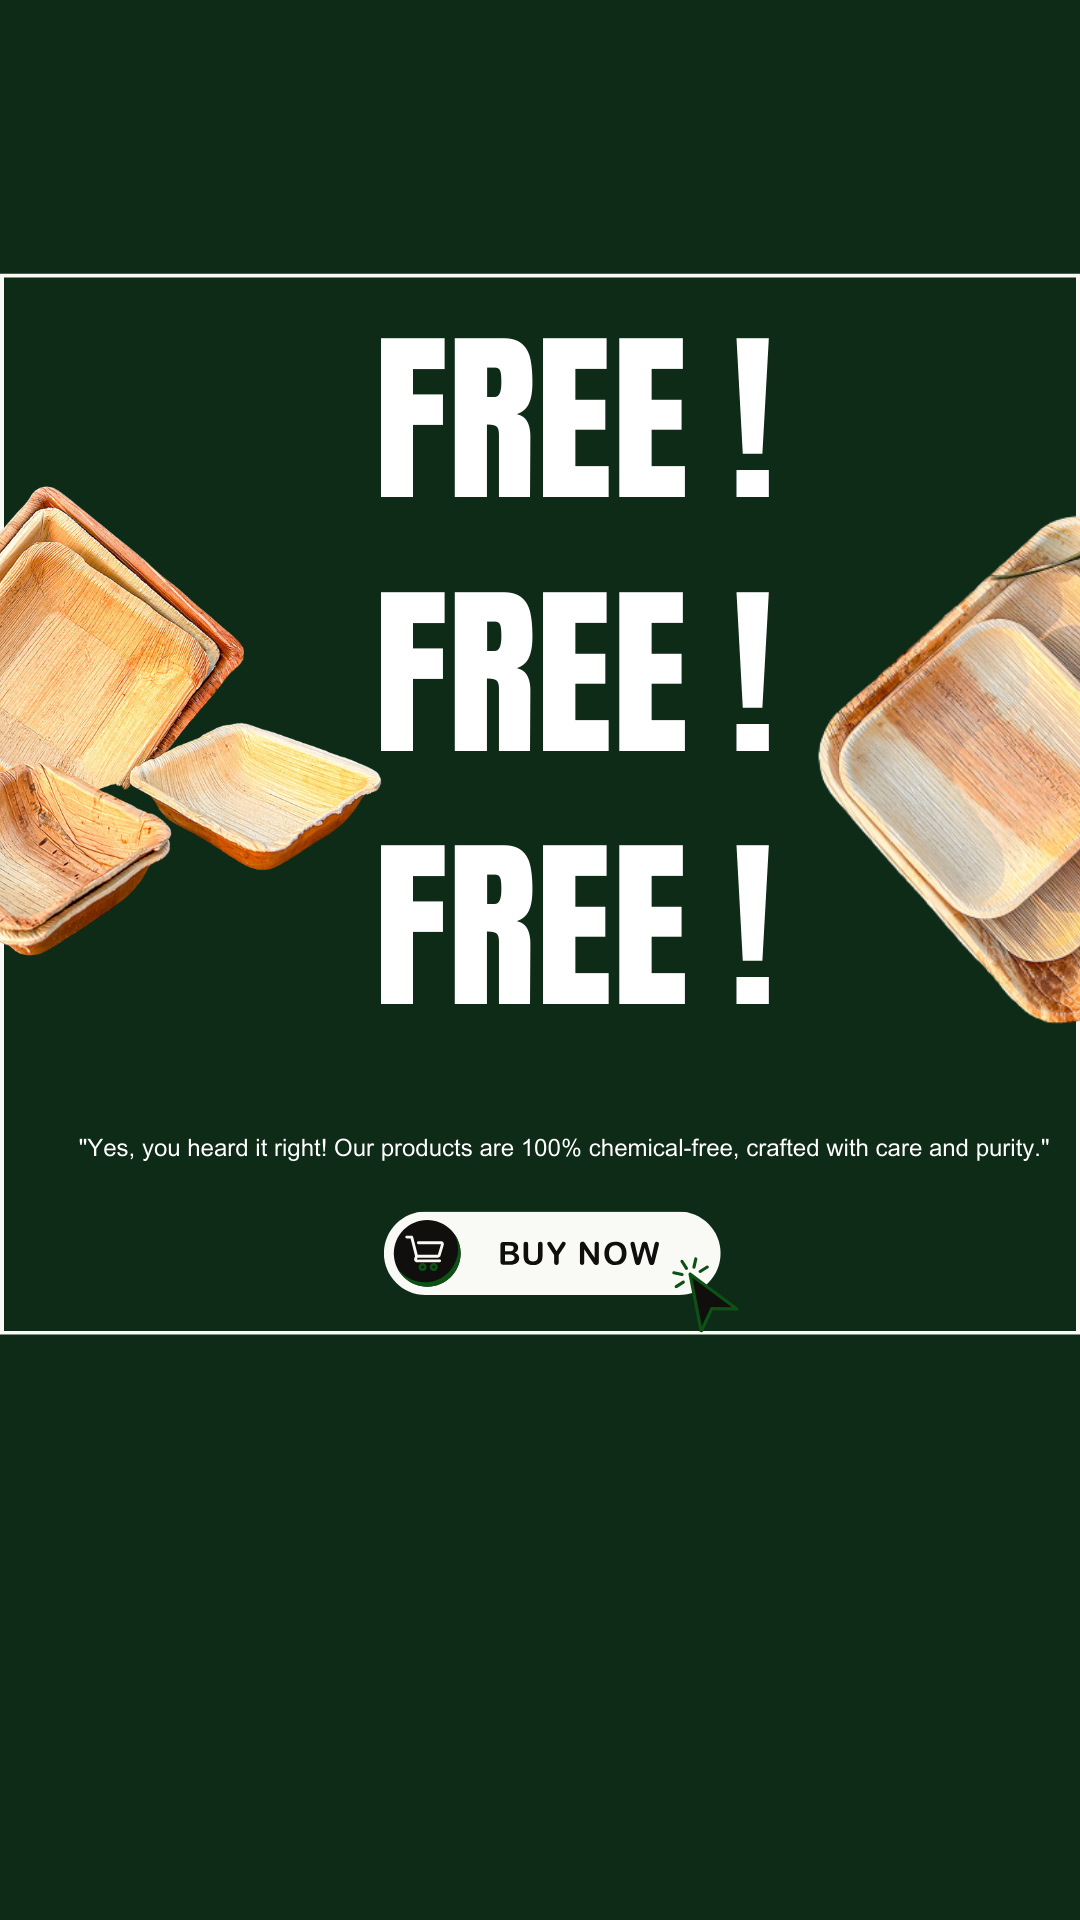 FREE !
FREE !
FREE !
"Yes, you heard it right! Our products are 100% chemical-free, crafted with care and purity."
BUY NOW